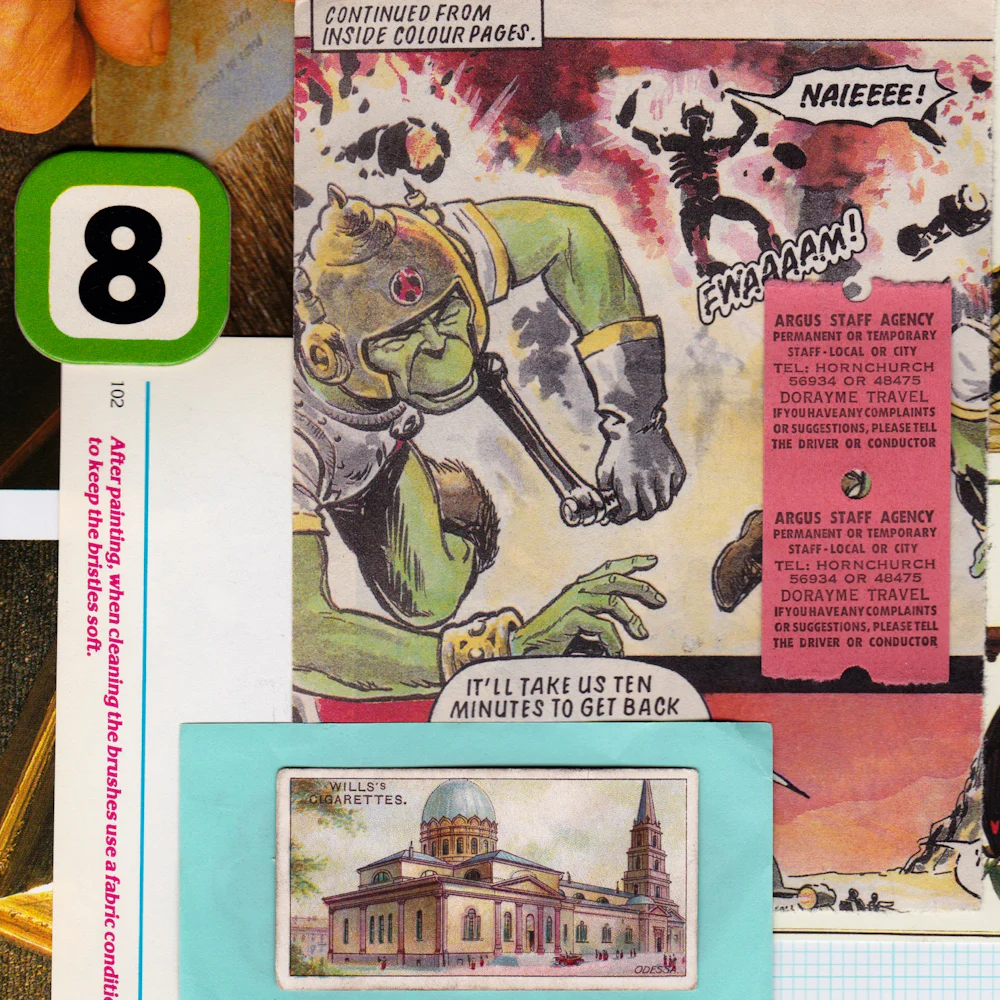 CONTINUED FROM
INSIDE COLOUR PAGES.
NAIEEEE!
FWAAAAAM!
8
ARGUS STAFF AGENCY
PERMANENT OR TEMPORARY
STAFF-LOCAL OR CITY
TEL: HORNCHURCH
56934 OR 48475
DORAYME TRAVEL
IF YOU HAVE ANY COMPLAINTS
OR SUGGESTIONS, PLEASE TELL
THE DRIVER OR CONDUCTOR
ARGUS STAFF AGENCY
PERMANENT OR TEMPORARY
STAFF-LOCAL OR CITY
TEL: HORNCHURCH
56934 OR 48475
DORAYME TRAVEL
IF YOU HAVE ANY COMPLAINTS
OR SUGGESTIONS, PLEASE TELL
THE DRIVER OR CONDUCTOR
102
After painting, when cleaning the brushes use a fabric conditi
to keep the bristles soft.
IT'LL TAKE US TEN
MINUTES TO GET BACK
WILLS'S
CIGARETTES.
ODESSA.